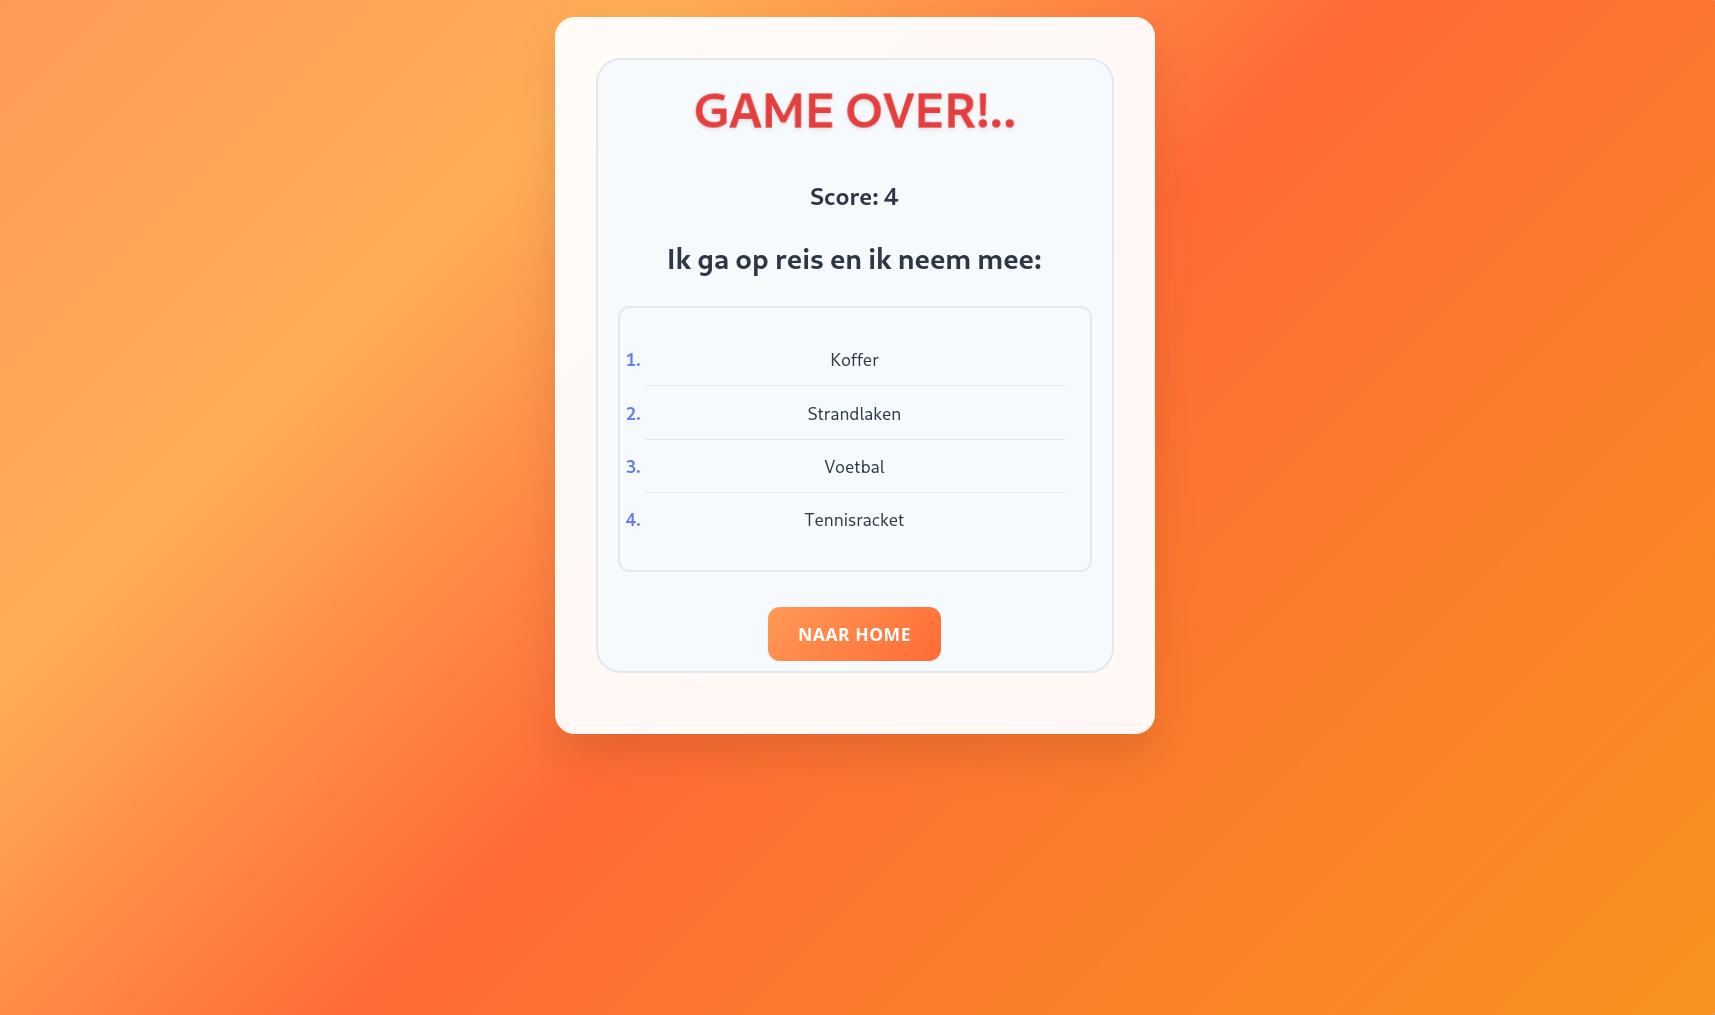 GAME OVER!..
Score: 4
Ik ga op reis en ik neem mee:
1. Koffer
2. Strandlaken
3. Voetbal
4. Tennisracket
NAAR HOME